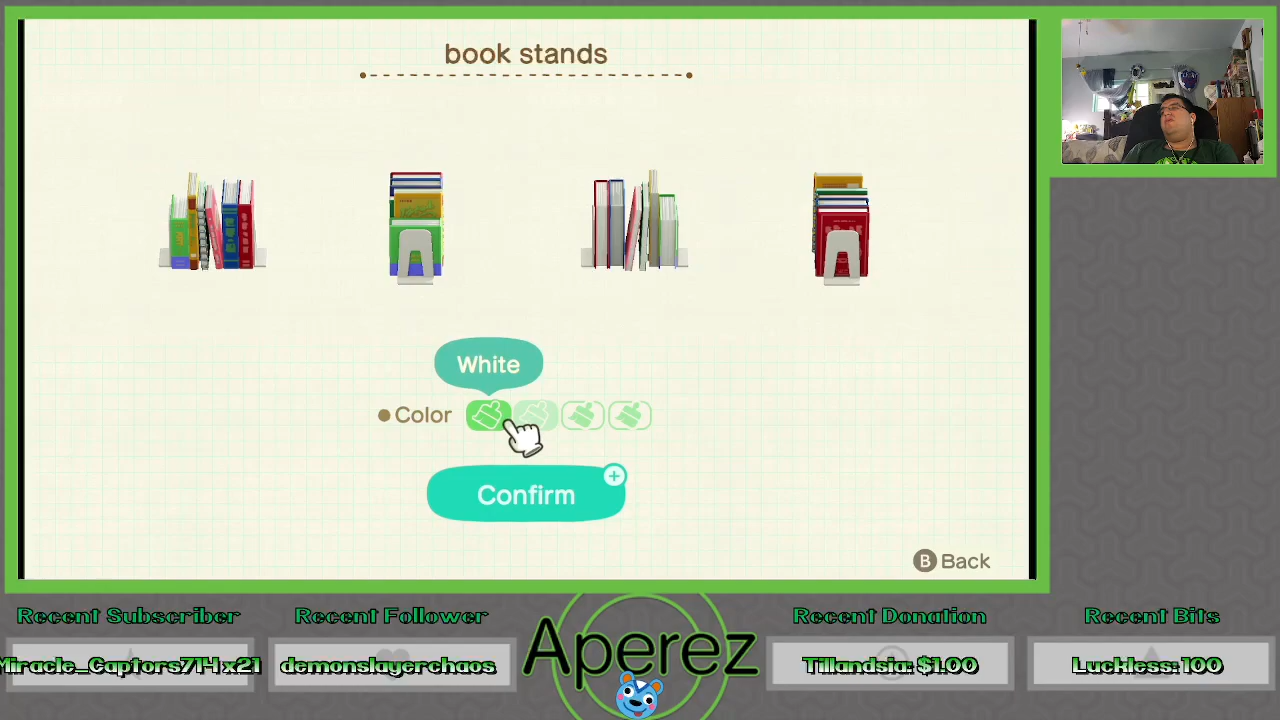 book stands
White
Color
Confirm
B Back
Recent Subscriber
Recent Follower
Recent Donation
Recent Bits
Miracle_Captors714 x21
demonslayerchaos
Aperez
Tillandsia: $1.00
Luckless: 100